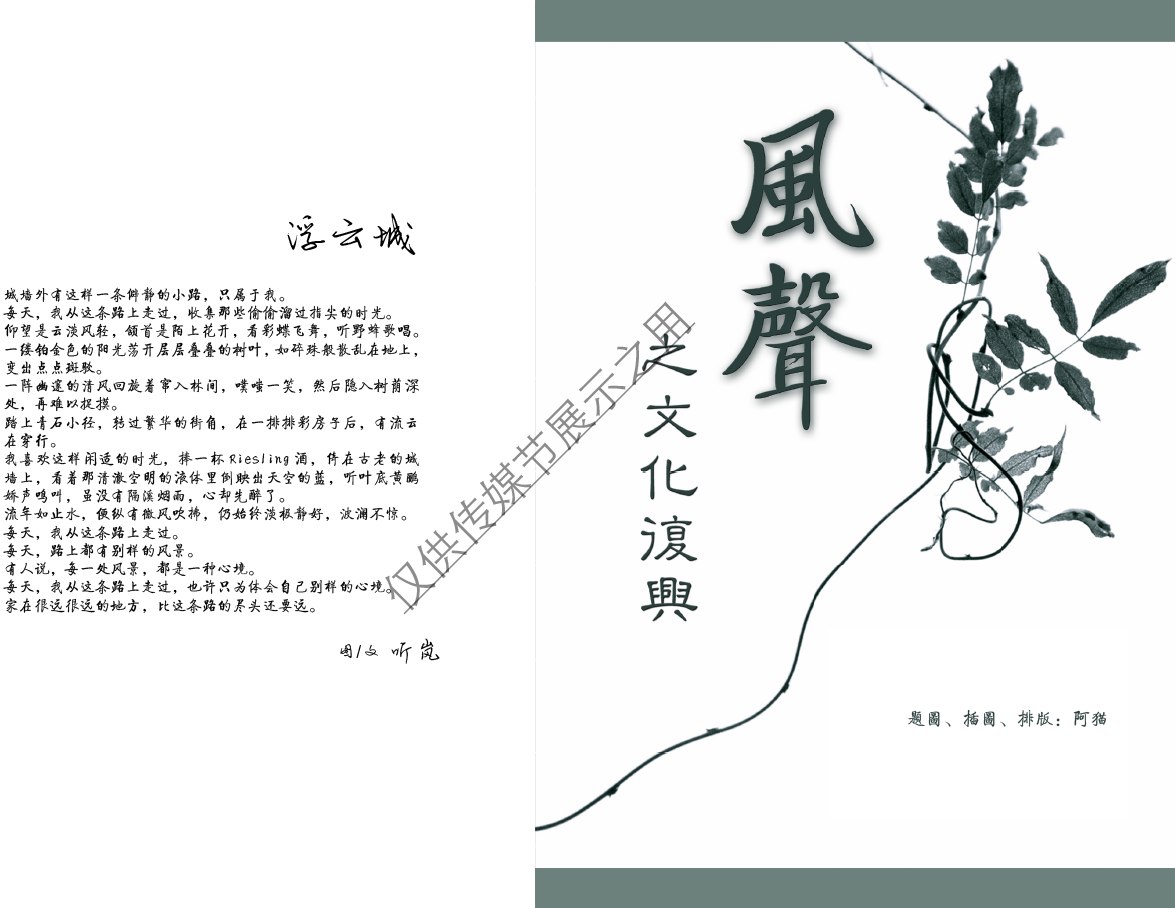 浮云城
城墙外有这样一条僻静的小路，只属于我。
每天，我从这条路上走过，收集那些偷偷溜过指尖的时光。
仰望是云淡风轻，颔首是陌上花开，看彩蝶飞舞，听野蜂歌唱。
一缕铂金色的阳光荡开层层叠叠的树叶，如碎珠般散乱在地上，
变出点点斑驳。
一阵幽邃的清风回旋着窜入林间，噗嗤一笑，然后隐入树茵深
处，再难以捉摸。
踏上青石小径，转过繁华的街角，在一排排彩房子后，有流云
在穿行。
我喜欢这样闲适的时光，捧一杯Riesling酒，倚在古老的城
墙上，看着那清澈空明的液体里倒映出天空的蓝，听叶底黄鹂
娇声鸣叫，虽没有隔溪烟雨，心却先醉了。
流年如止水，便纵有微风吹拂，仍始终淡极静好，波澜不惊。
每天，我从这条路上走过。
每天，路上都有别样的风景。
有人说，每一处风景，都是一种心境。
每天，我从这条路上走过，也许只为体会自己别样的心境。
家在很远很远的地方，比这条路的尽头还要远。
图/文 听岚
風聲
之文化復興
題圖、插圖、排版：阿猫
仅供传媒节展示之用